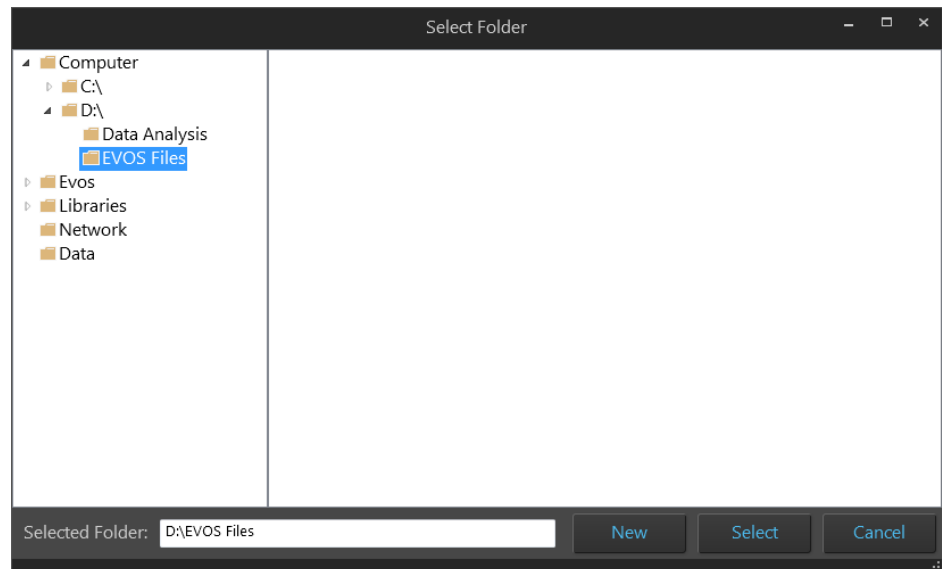 Select Folder
Computer
C:\
D:\
Data Analysis
EVOS Files
Evos
Libraries
Network
Data
Selected Folder: D:\EVOS Files New Select Cancel